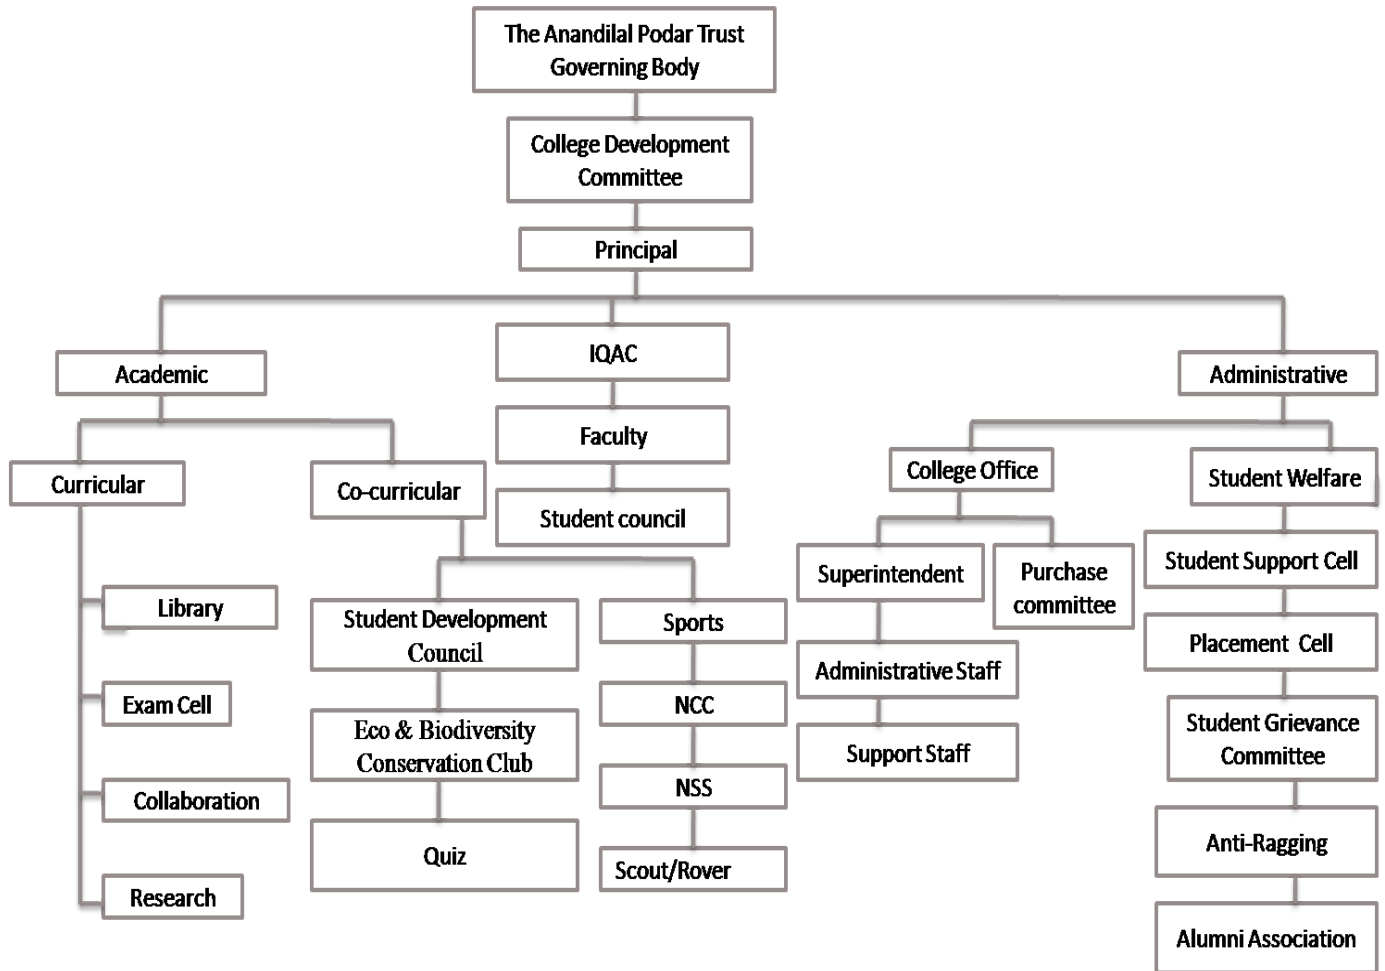 The Anandilal Podar Trust
Governing Body
College Development
Committee
Principal
Academic
IQAC
Administrative
Faculty
Student council
Curricular
Co-curricular
Library
Exam Cell
Collaboration
Research
Student Development
Council
Eco & Biodiversity
Conservation Club
Quiz
Sports
NCC
NSS
Scout/Rover
College Office
Student Welfare
Superintendent
Purchase
committee
Administrative Staff
Support Staff
Student Support Cell
Placement Cell
Student Grievance
Committee
Anti-Ragging
Alumni Association